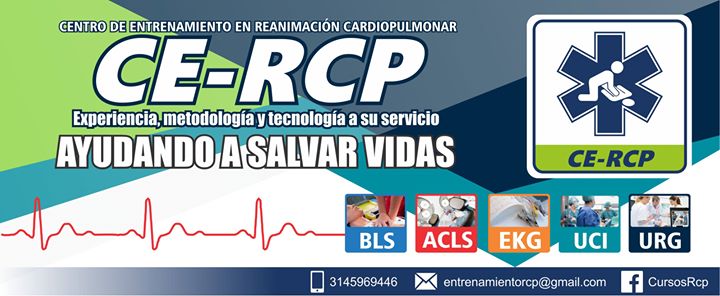 CENTRO DE ENTRENAMIENTO EN REANIMACIÓN CARDIOPULMONAR
CE-RCP
Experiencia, metodología y tecnología a su servicio
AYUDANDO A SALVAR VIDAS
CE-RCP
BLS ACLS EKG UCI URG
3145969446 entrenamientorcp@gmail.com CursosRcp